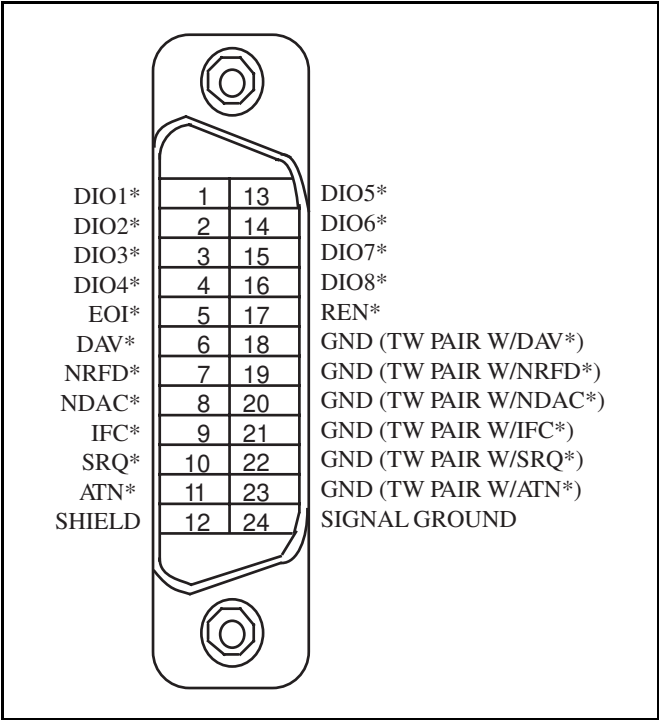 DIO1* 1 13 DIO5*
DIO2* 2 14 DIO6*
DIO3* 3 15 DIO7*
DIO4* 4 16 DIO8*
EOI* 5 17 REN*
DAV* 6 18 GND (TW PAIR W/DAV*)
NRFD* 7 19 GND (TW PAIR W/NRFD*)
NDAC* 8 20 GND (TW PAIR W/NDAC*)
IFC* 9 21 GND (TW PAIR W/IFC*)
SRQ* 10 22 GND (TW PAIR W/SRQ*)
ATN* 11 23 GND (TW PAIR W/ATN*)
SHIELD 12 24 SIGNAL GROUND